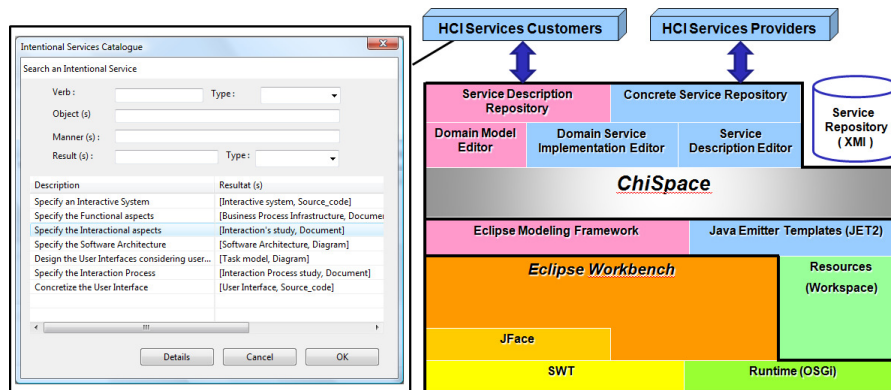 Intentional Services Catalogue
Search an Intentional Service
Verb : Type :
Object (s)
Manner (s) :
Result (s) : Type :
Description Resultat (s)
Specify an Interactive System [Interactive system, Source_code]
Specify the Functional aspects [Business Process Infrastructure, Documen
Specify the Interactional aspects [Interaction's study, Document]
Specify the Software Architecture [Software Architecture, Diagram]
Design the User Interfaces considering user... [Task model, Diagram]
Specify the Interaction Process [Interaction Process study, Document]
Concretize the User Interface [User Interface, Source_code]
Details Cancel OK
HCI Services Customers
HCI Services Providers
Service Description
Repository
Concrete Service Repository
Domain Model
Editor
Domain Service
Implementation Editor
Service
Description Editor
Service
Repository
( XMI )
ChiSpace
Eclipse Modeling Framework
Java Emitter Templates (JET2)
Eclipse Workbench
Resources
(Workspace)
JFace
SWT
Runtime (OSGi)